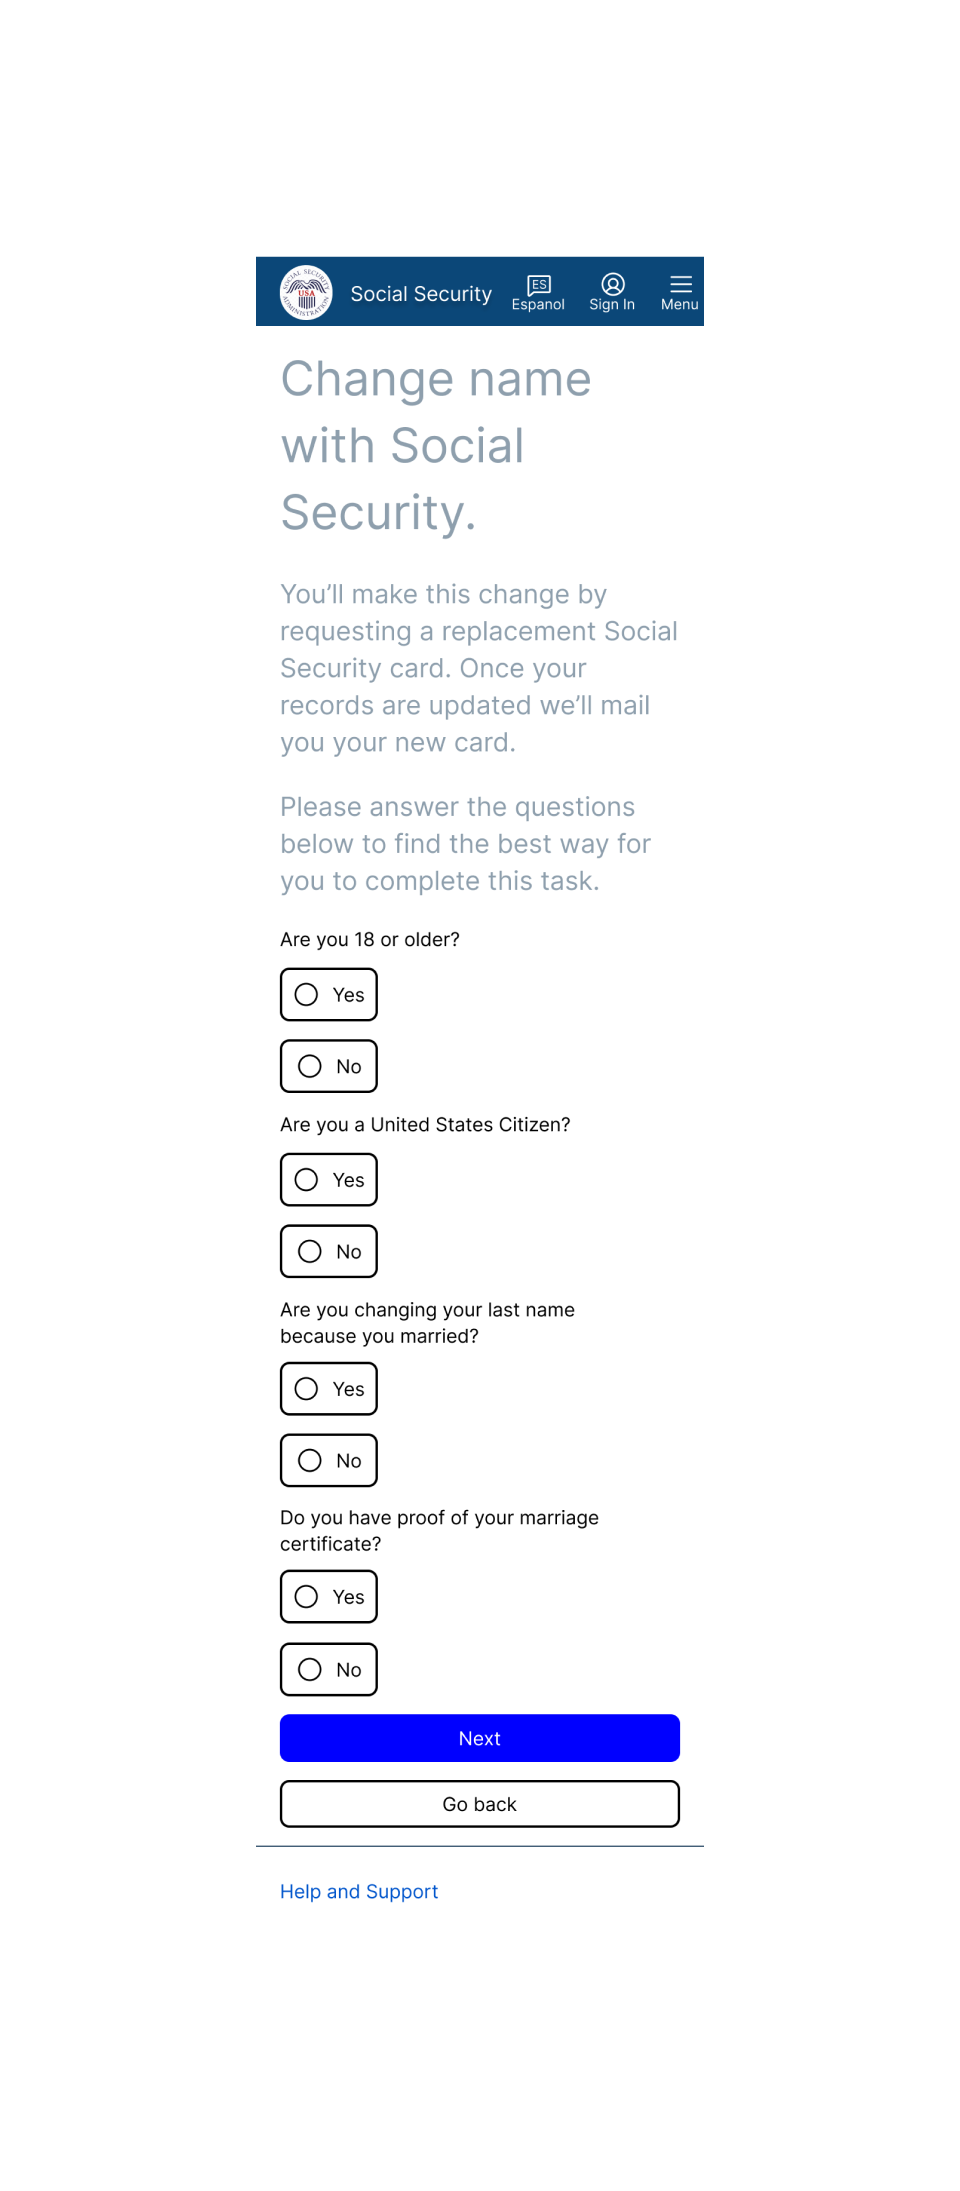 SOCIAL SECURITY ADMINISTRATION
USA
Social Security
ES
Espanol
Sign In
Menu
Change name
with Social
Security.
You’ll make this change by
requesting a replacement Social
Security card. Once your
records are updated we’ll mail
you your new card.
Please answer the questions
below to find the best way for
you to complete this task.
Are you 18 or older?
Yes
No
Are you a United States Citizen?
Yes
No
Are you changing your last name
because you married?
Yes
No
Do you have proof of your marriage
certificate?
Yes
No
Next
Go back
Help and Support